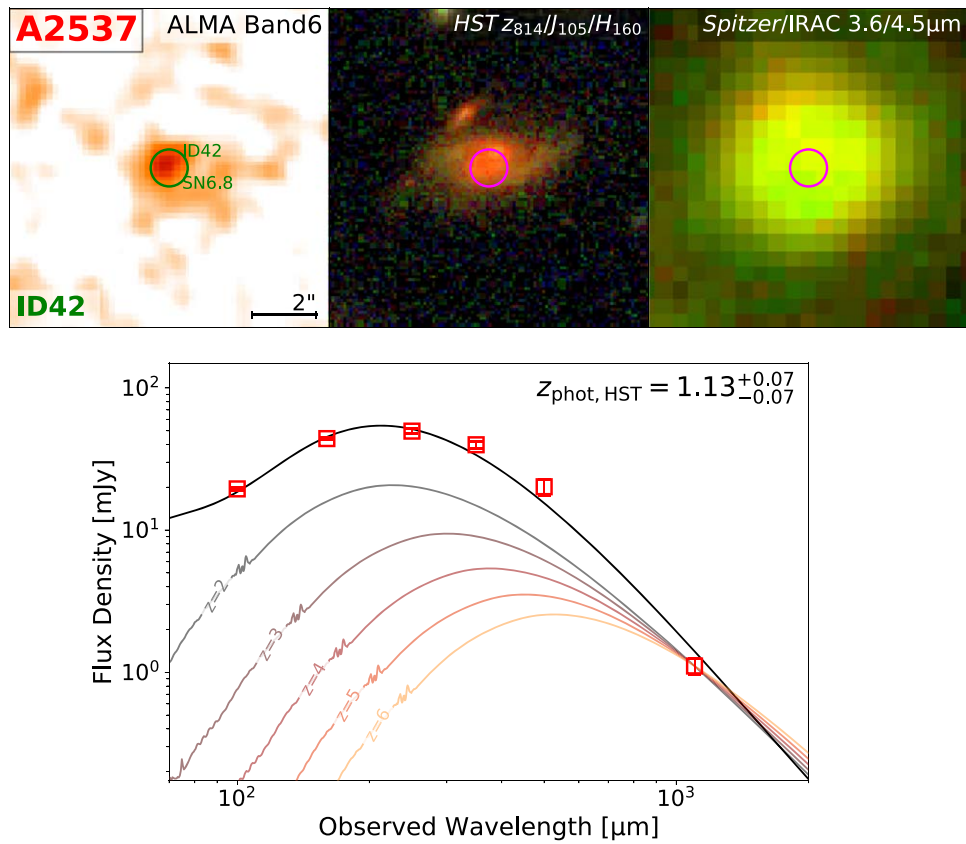 A2537
ALMA Band6
HST z₈₁₄/J₁₀₅/H₁₆₀
Spitzer/IRAC 3.6/4.5μm
ID42
SN6.8
ID42
2"
z_phot, HST = 1.13^{+0.07}_{−0.07}
Flux Density [mJy]
10²
10¹
10⁰
z=2
z=3
z=4
z=5
z=6
10²
10³
Observed Wavelength [μm]